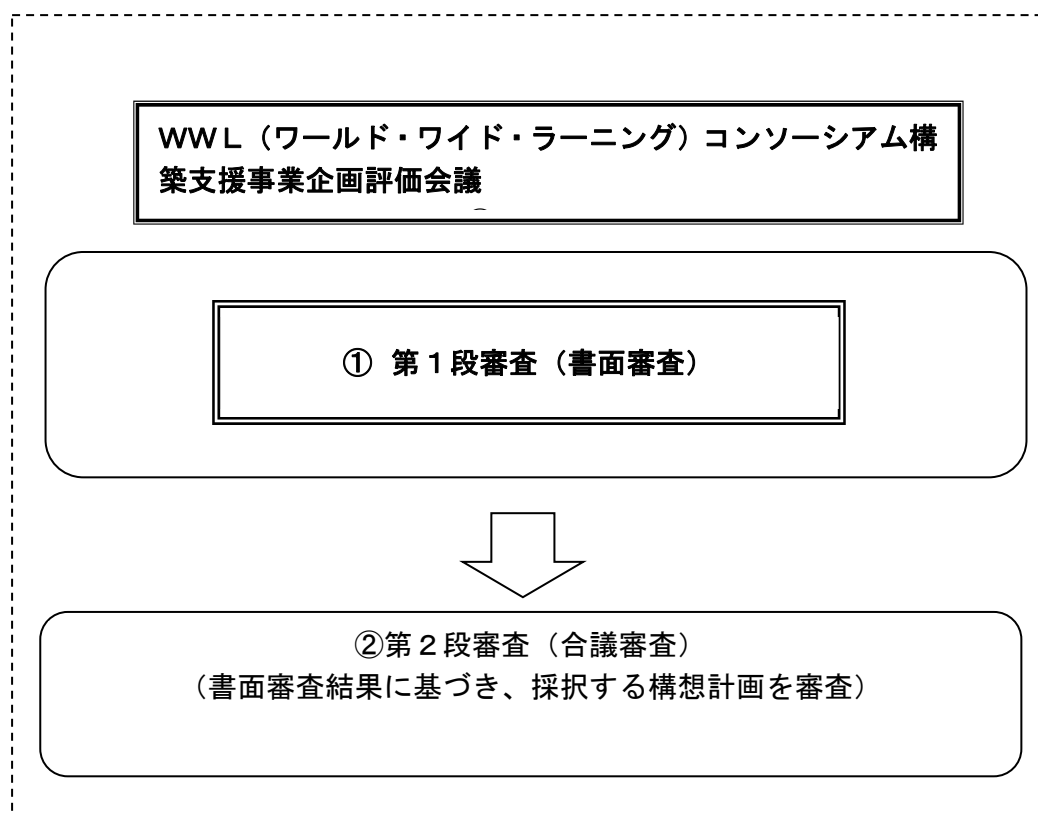 ＷＷＬ（ワールド・ワイド・ラーニング）コンソーシアム構
築支援事業企画評価会議
① 第１段審査（書面審査）
②第２段審査（合議審査）
（書面審査結果に基づき、採択する構想計画を審査）